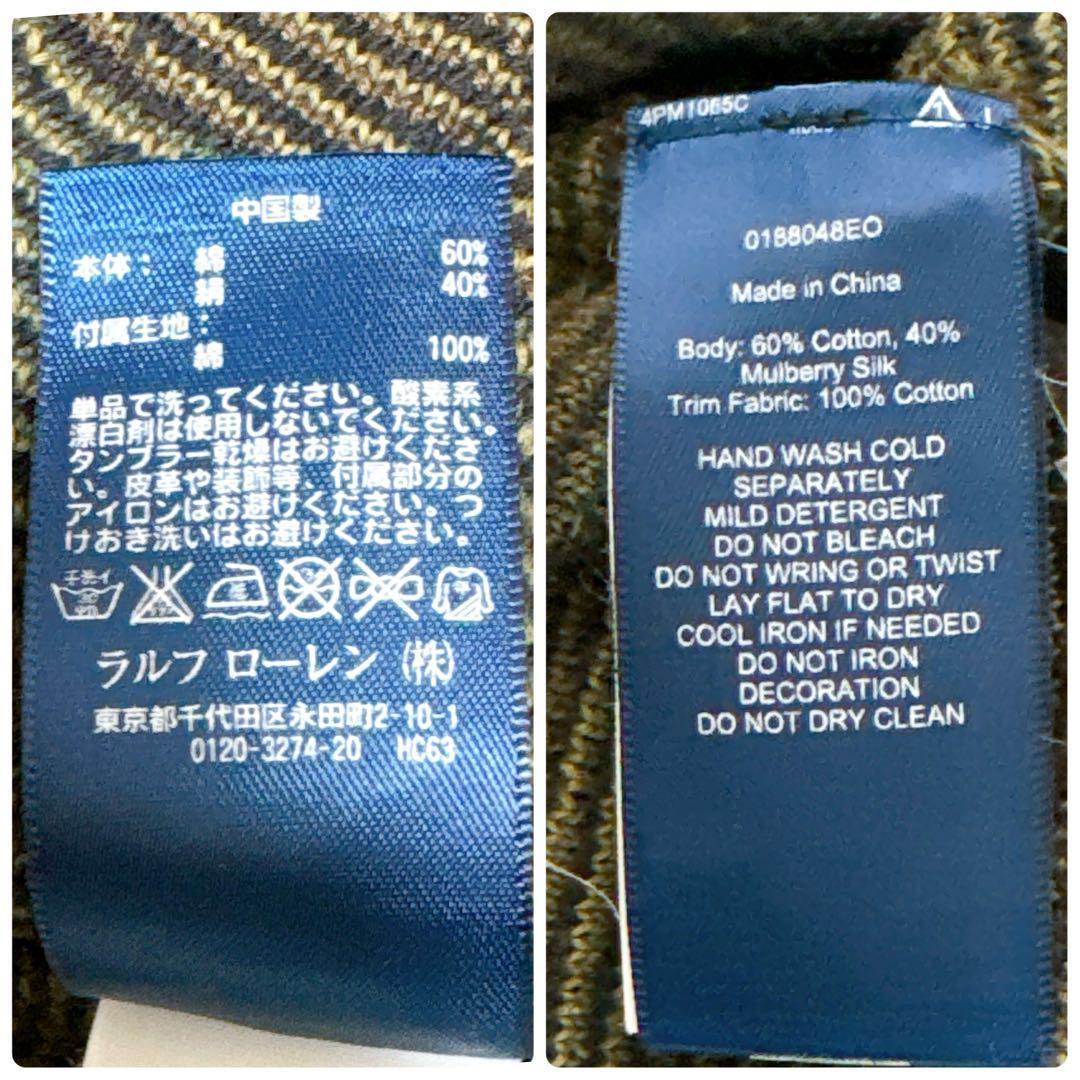 中国製
本体: 綿 60%
絹 40%
付属生地:
綿 100%
単品で洗ってください。酸素系
漂白剤は使用しないでください。
タンブラー乾燥はお避けくださ
い。皮革や装飾等、付属部分の
アイロンはお避けください。つ
けおき洗いはお避けください。
ラルフ ローレン (株)
東京都千代田区永田町2-10-1
0120-3274-20 HC63
4PM1065C
0188048EO
Made in China
Body: 60% Cotton, 40%
Mulberry Silk
Trim Fabric: 100% Cotton
HAND WASH COLD
SEPARATELY
MILD DETERGENT
DO NOT BLEACH
DO NOT WRING OR TWIST
LAY FLAT TO DRY
COOL IRON IF NEEDED
DO NOT IRON
DECORATION
DO NOT DRY CLEAN